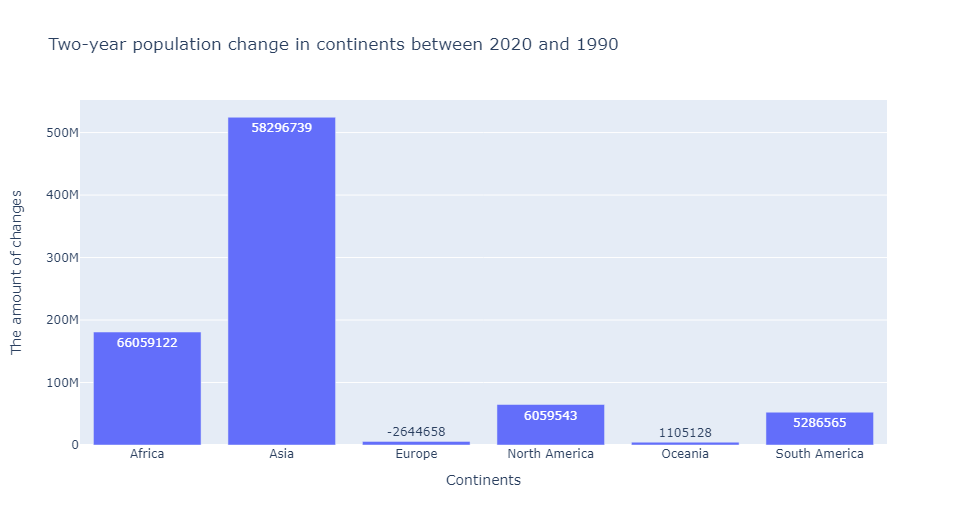 Two-year population change in continents between 2020 and 1990
The amount of changes
500M
400M
300M
200M
100M
0
66059122
58296739
-2644658
6059543
1105128
5286565
Africa
Asia
Europe
North America
Oceania
South America
Continents